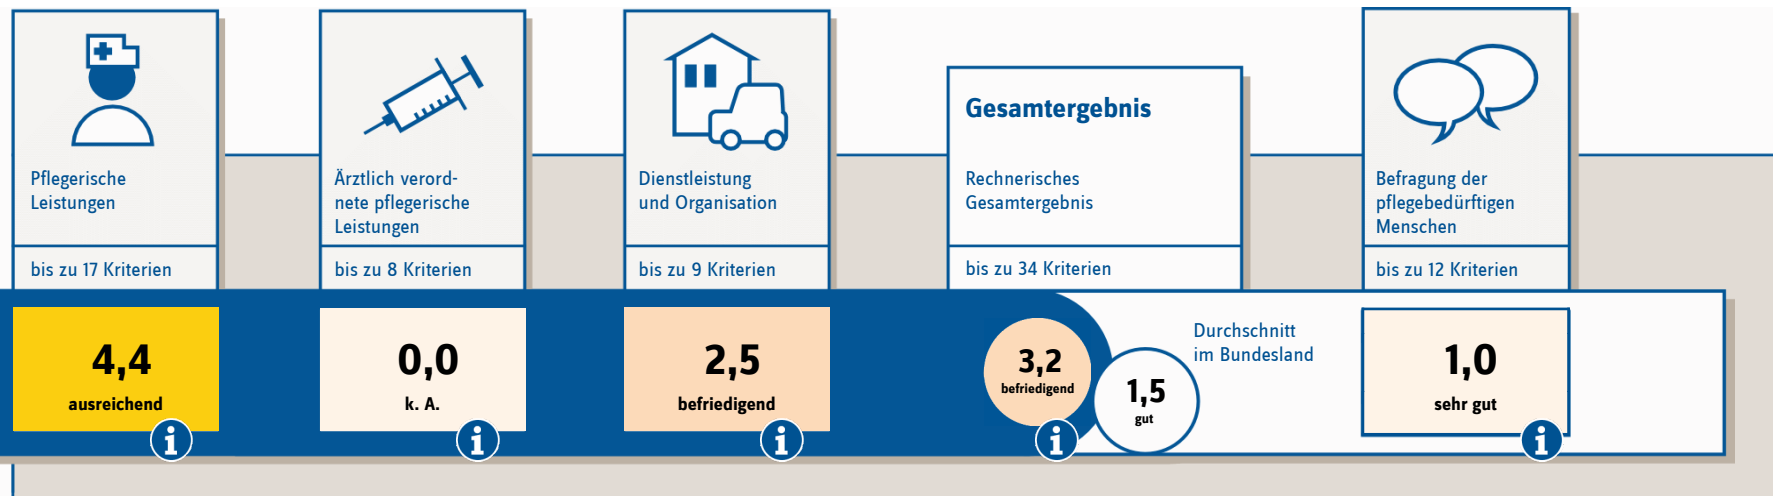 Pflegerische
Leistungen
bis zu 17 Kriterien
4,4
ausreichend
i
Ärztlich verord-
nete pflegerische
Leistungen
bis zu 8 Kriterien
0,0
k. A.
i
Dienstleistung
und Organisation
bis zu 9 Kriterien
2,5
befriedigend
i
Gesamtergebnis
Rechnerisches
Gesamtergebnis
bis zu 34 Kriterien
3,2
befriedigend
i
Durchschnitt
im Bundesland
1,5
gut
Befragung der
pflegebedürftigen
Menschen
bis zu 12 Kriterien
1,0
sehr gut
i